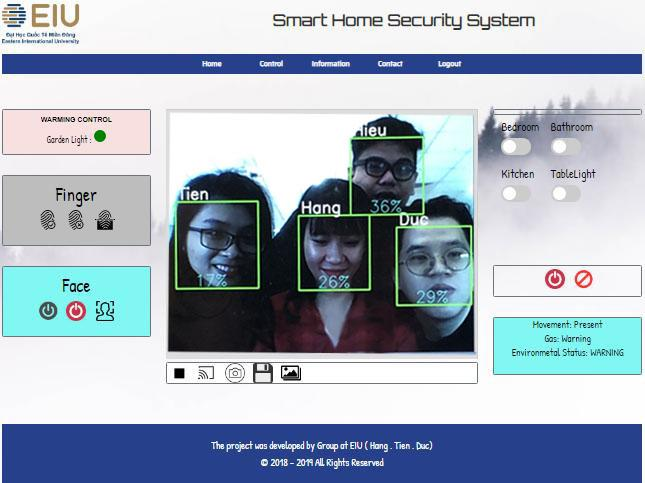 EIU
Đại Học Quốc Tế Miền Đông
Eastern International University
Smart Home Security System
Home Control Information Contact Logout
WARMING CONTROL
Garden Light :
Finger
Face
Hieu
36%
Tien
17%
Hang
26%
Duc
29%
Bedroom Bathroom
Kitchen TableLight
Movement: Present
Gas: Warning
Environmetal Status: WARNING
The project was developed by Group at EIU ( Hang . Tien . Duc)
© 2018 - 2019 All Rights Reserved